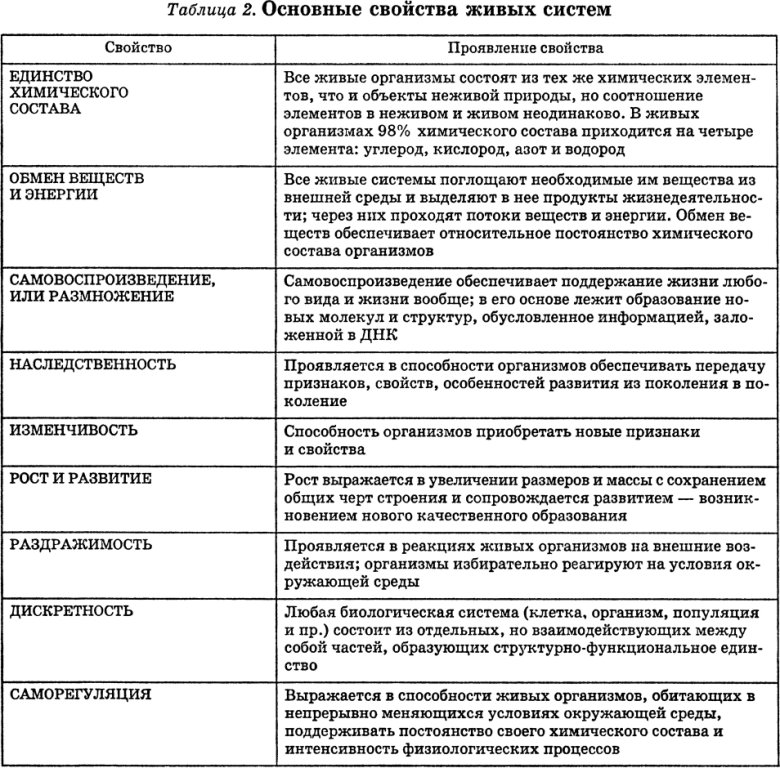 Таблица 2. Основные свойства живых систем
Свойство
Проявление свойства
ЕДИНСТВО
ХИМИЧЕСКОГО
СОСТАВА
Все живые организмы состоят из тех же химических элемен-
тов, что и объекты неживой природы, но соотношение
элементов в неживом и живом неодинаково. В живых
организмах 98% химического состава приходится на четыре
элемента: углерод, кислород, азот и водород
ОБМЕН ВЕЩЕСТВ
И ЭНЕРГИИ
Все живые системы поглощают необходимые им вещества из
внешней среды и выделяют в нее продукты жизнедеятельнос-
ти; через них проходят потоки веществ и энергии. Обмен ве-
ществ обеспечивает относительное постоянство химического
состава организмов
САМОВОСПРОИЗВЕДЕНИЕ,
ИЛИ РАЗМНОЖЕНИЕ
Самовоспроизведение обеспечивает поддержание жизни любо-
го вида и жизни вообще; в его основе лежит образование но-
вых молекул и структур, обусловленное информацией, зало-
женной в ДНК
НАСЛЕДСТВЕННОСТЬ
Проявляется в способности организмов обеспечивать передачу
признаков, свойств, особенностей развития из поколения в по-
коление
ИЗМЕНЧИВОСТЬ
Способность организмов приобретать новые признаки
и свойства
РОСТ И РАЗВИТИЕ
Рост выражается в увеличении размеров и массы с сохранением
общих черт строения и сопровождается развитием — возник-
новением нового качественного образования
РАЗДРАЖИМОСТЬ
Проявляется в реакциях живых организмов на внешние воз-
действия; организмы избирательно реагируют на условия ок-
ружающей среды
ДИСКРЕТНОСТЬ
Любая биологическая система (клетка, организм, популяция
и пр.) состоит из отдельных, но взаимодействующих между
собой частей, образующих структурно-функциональное един-
ство
САМОРЕГУЛЯЦИЯ
Выражается в способности живых организмов, обитающих в
непрерывно меняющихся условиях окружающей среды,
поддерживать постоянство своего химического состава и
интенсивность физиологических процессов